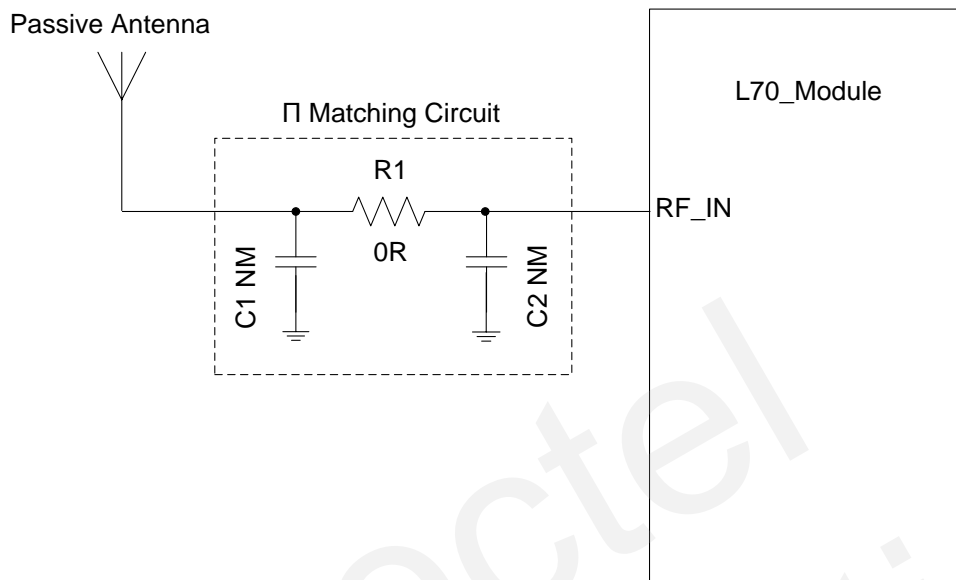 Passive Antenna
L70_Module
Π Matching Circuit
R1
RF_IN
0R
C1 NM
C2 NM